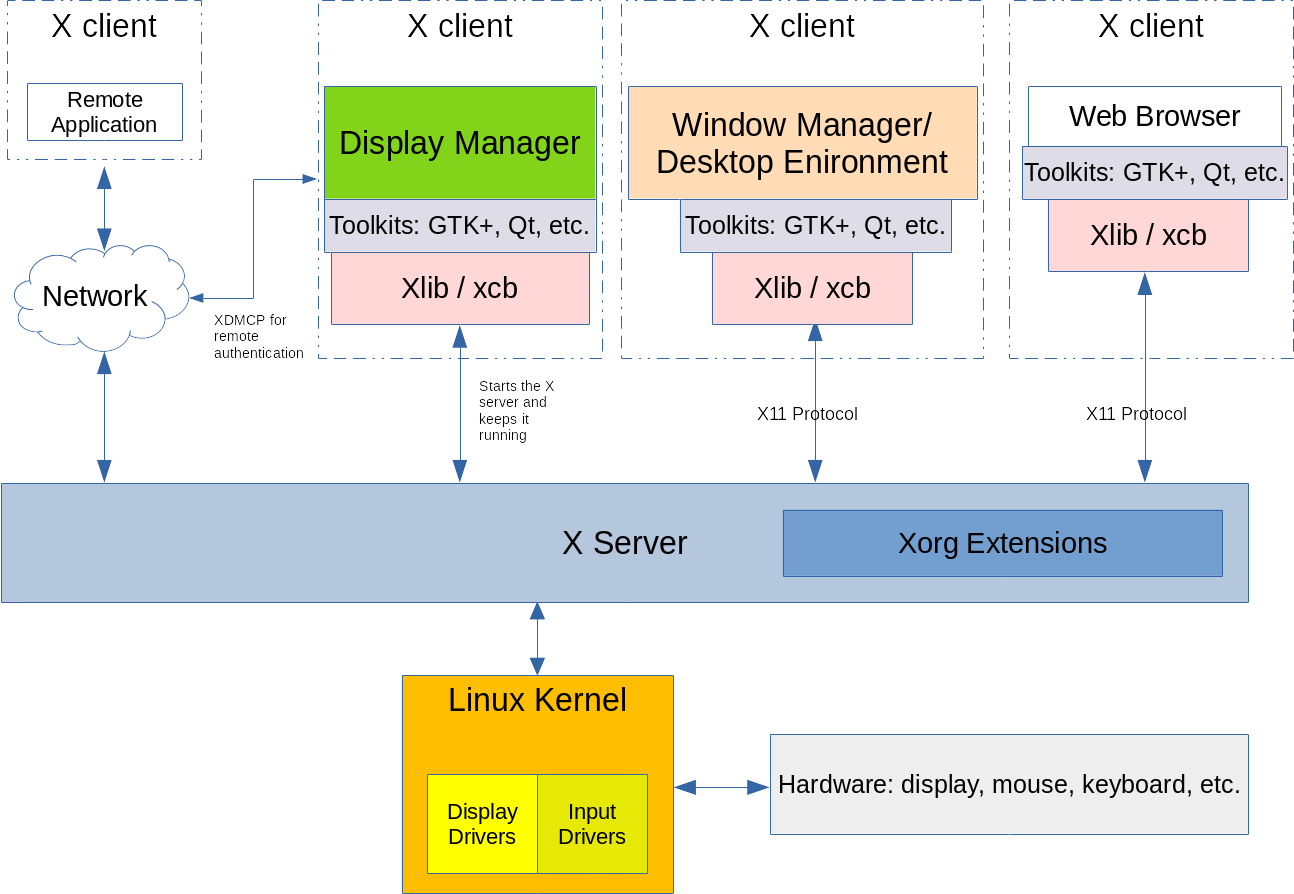 X client
X client
X client
X client
Remote
Application
Display Manager
Toolkits: GTK+, Qt, etc.
Xlib / xcb
Window Manager/
Desktop Enironment
Toolkits: GTK+, Qt, etc.
Xlib / xcb
Web Browser
Toolkits: GTK+, Qt, etc.
Xlib / xcb
Network
XDMCP for
remote
authentication
Starts the X
server and
keeps it
running
X11 Protocol
X11 Protocol
X Server
Xorg Extensions
Linux Kernel
Display
Drivers
Input
Drivers
Hardware: display, mouse, keyboard, etc.